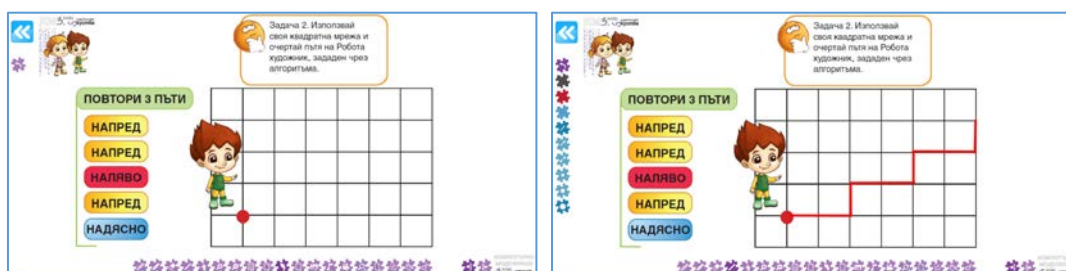 Задача 2. Използвай
своя квадратна мрежа и
очертай пътя на Робота
художник, зададен чрез
алгоритъма.
ПОВТОРИ 3 ПЪТИ
НАПРЕД
НАПРЕД
НАЛЯВО
НАПРЕД
НАДЯСНО
Задача 2. Използвай
своя квадратна мрежа и
очертай пътя на Робота
художник, зададен чрез
алгоритъма.
ПОВТОРИ 3 ПЪТИ
НАПРЕД
НАПРЕД
НАЛЯВО
НАПРЕД
НАДЯСНО